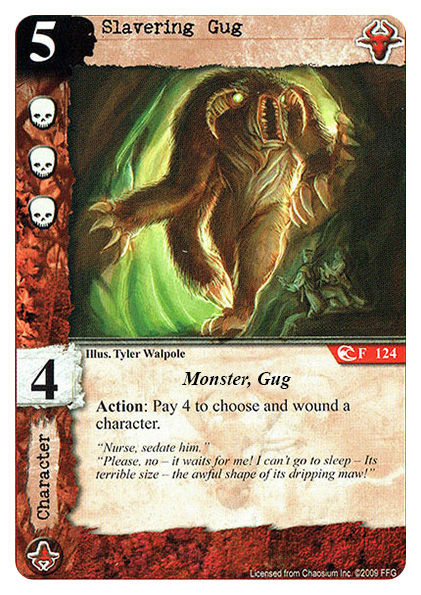 5
Slavering Gug
Illus. Tyler Walpole
F 124
4
Monster, Gug
Action: Pay 4 to choose and wound a
character.
“Nurse, sedate him.”
“Please, no – it waits for me! I can’t go to sleep – Its
terrible size – the awful shape of its dripping maw!”
Character
Licensed from Chaosium Inc. ©2009 FFG